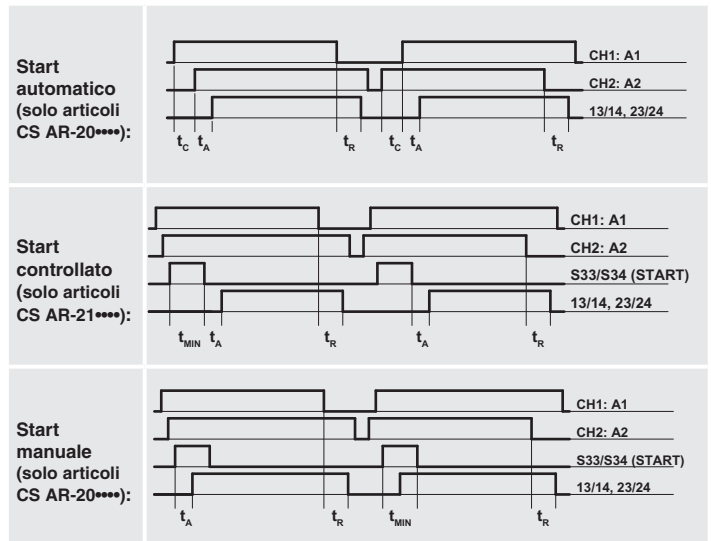 Start
automatico
(solo articoli
CS AR-20••••):
CH1: A1
CH2: A2
13/14, 23/24
tC tA tR tC tA tR
Start
controllato
(solo articoli
CS AR-21••••):
CH1: A1
CH2: A2
S33/S34 (START)
13/14, 23/24
tMIN tA tR tA tR
Start
manuale
(solo articoli
CS AR-20••••):
CH1: A1
CH2: A2
S33/S34 (START)
13/14, 23/24
tA tR tMIN tR